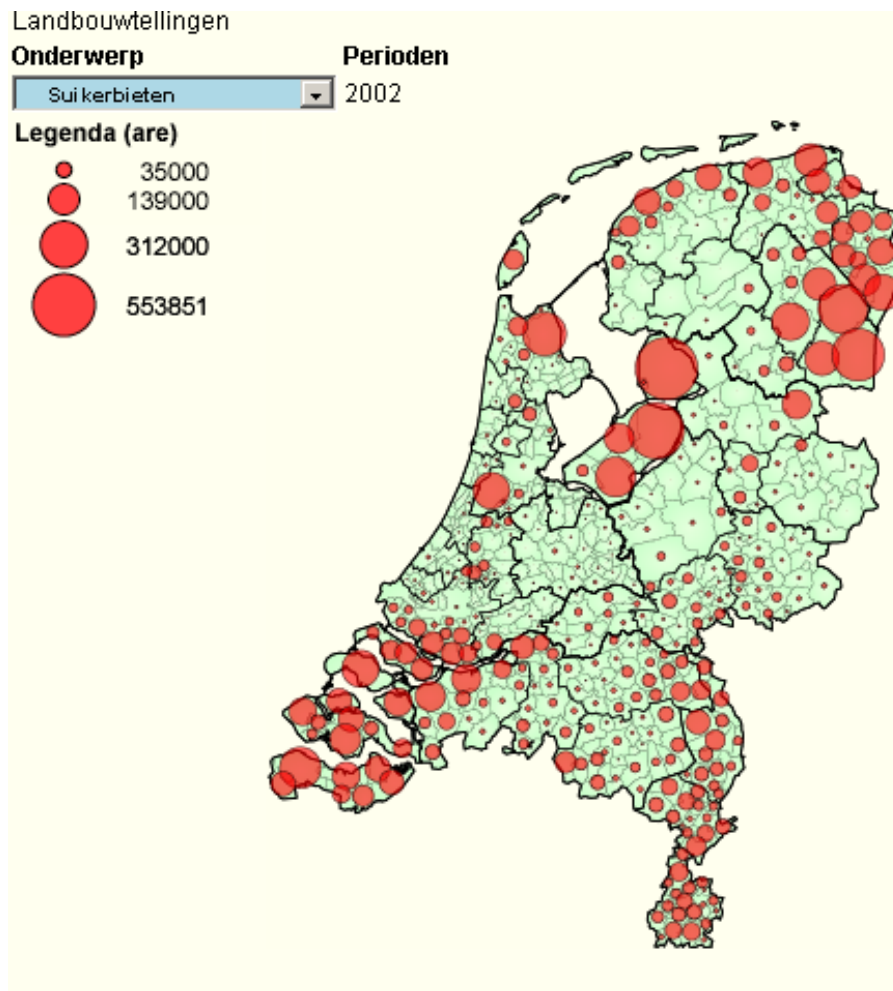 Landbouwtellingen
Onderwerp Perioden
Suikerbieten 2002
Legenda (are)
35000
139000
312000
553851